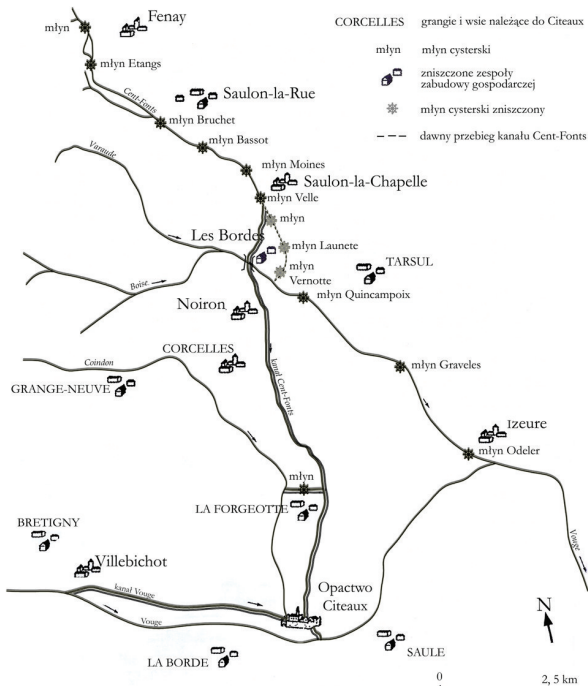 CORCELLES grangie i wsie należące do Citeaux
młyn młyn cysterski
zniszczone zespoły
zabudowy gospodarczej
młyn cysterski zniszczony
dawny przebieg kanału Cent-Fonts
młyn
Fenay
młyn Etangs
Cent-Fonts
Saulon-la-Rue
młyn Bruchet
młyn Bassot
Varaude
młyn Moines
Saulon-la-Chapelle
młyn Velle
młyn
Les Bordes
młyn Launete
TARSUL
młyn
Vernotte
Boise
młyn Quincampoix
Noiron
CORCELLES
Coindon
GRANGE-NEUVE
kanał Cent-Fonts
młyn Graveles
Izeure
młyn Odeler
młyn
LA FORGEOTTE
BRETIGNY
Villebichot
kanał Vouge
Opactwo
Citeaux
Vouge
Vouge
N
LA BORDE
SAULE
0 2, 5 km